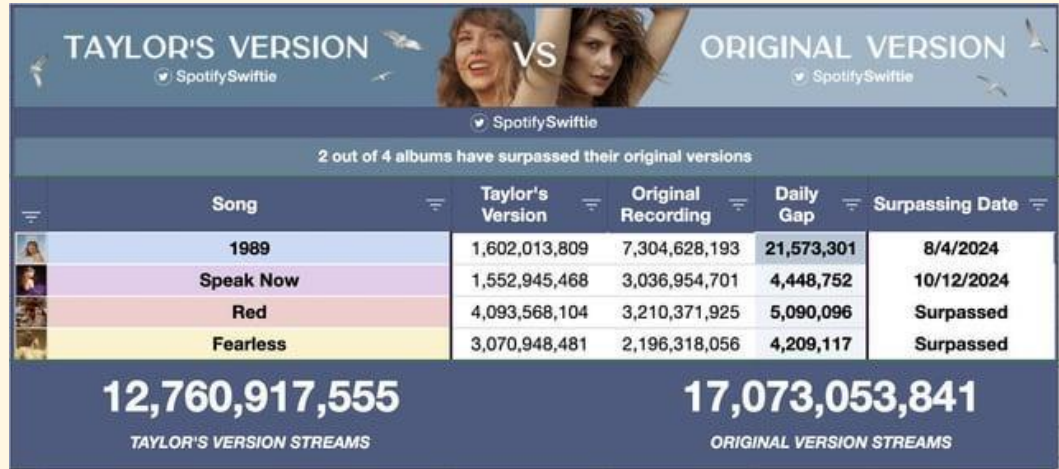 TAYLOR'S VERSION VS ORIGINAL VERSION
SpotifySwiftie SpotifySwiftie
SpotifySwiftie
2 out of 4 albums have surpassed their original versions
Song Taylor's Version Original Recording Daily Gap Surpassing Date
1989 1,602,013,809 7,304,628,193 21,573,301 8/4/2024
Speak Now 1,552,945,468 3,036,954,701 4,448,752 10/12/2024
Red 4,093,568,104 3,210,371,925 5,090,096 Surpassed
Fearless 3,070,948,481 2,196,318,056 4,209,117 Surpassed
12,760,917,555 17,073,053,841
TAYLOR'S VERSION STREAMS ORIGINAL VERSION STREAMS